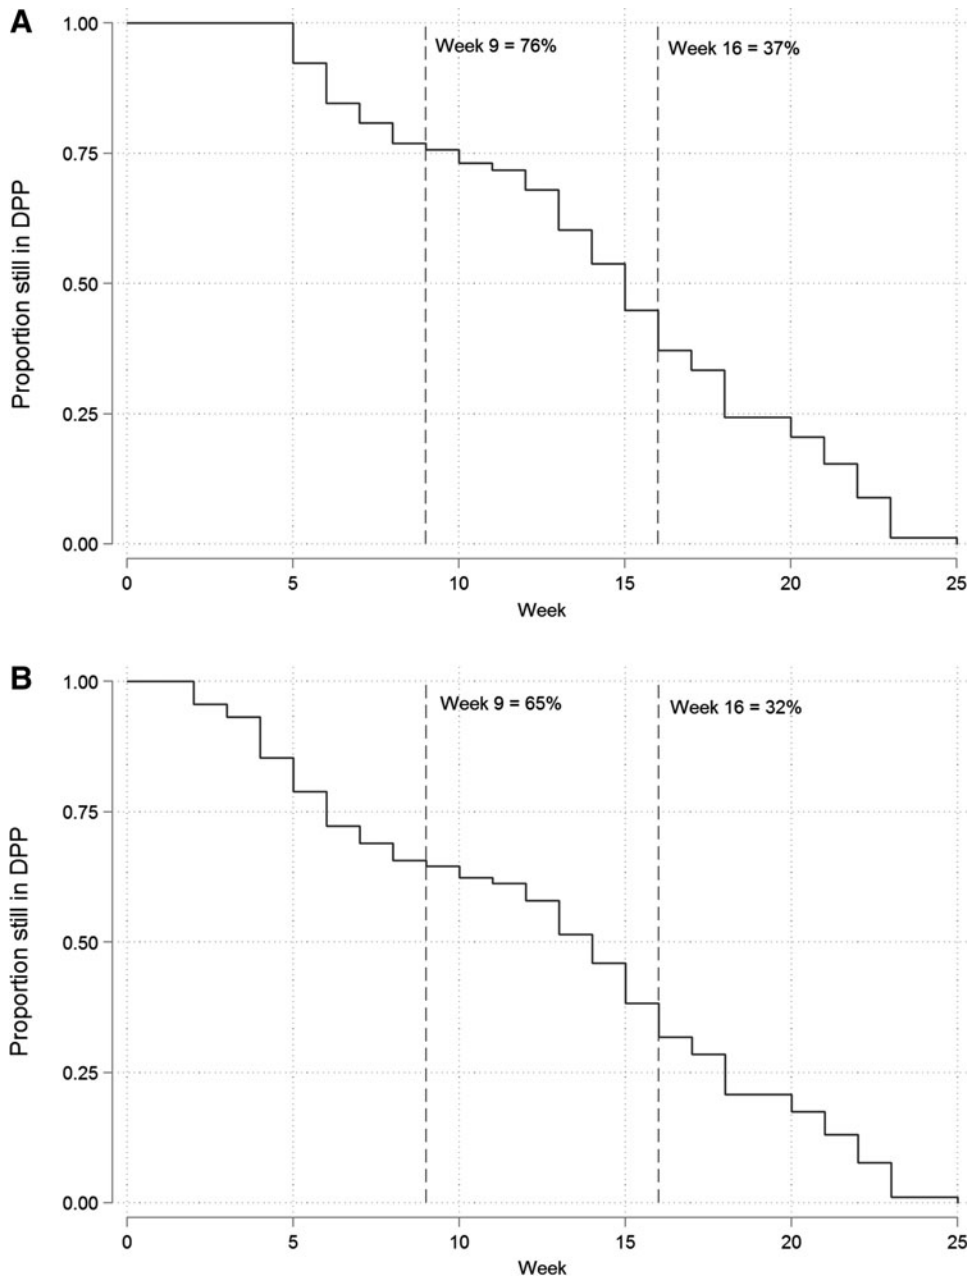 A
Week 9 = 76%
Week 16 = 37%
1.00
0.75
0.50
0.25
0.00
Proportion still in DPP
0 5 10 15 20 25
Week
B
Week 9 = 65%
Week 16 = 32%
1.00
0.75
0.50
0.25
0.00
Proportion still in DPP
0 5 10 15 20 25
Week